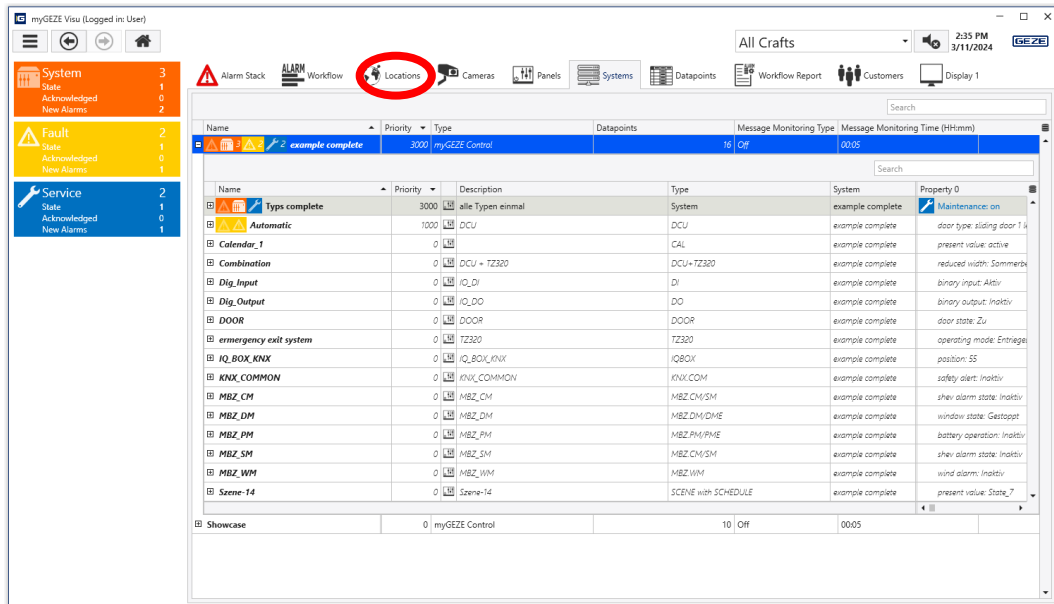 myGEZE Visu (Logged in: User)
All Crafts
2:35 PM
3/11/2024
GEZE
System 3
State 1
Acknowledged 0
New Alarms 2
Fault 2
State 1
Acknowledged 0
New Alarms 1
Service 2
State 1
Acknowledged 0
New Alarms 1
Alarm Stack ALARM Workflow Locations Cameras Panels Systems Datapoints Workflow Report Customers Display 1
Search
Name Priority Type Datapoints Message Monitoring Type Message Monitoring Time (HH:mm)
3 2 2 example complete 3000 myGEZE Control 16 Off 00:05
Search
Name Priority Description Type System Property 0
Typs complete 3000 alle Typen einmal System example complete Maintenance: on
Automatic 1000 DCU DCU example complete door type: sliding door 1
Calendar_1 0 CAL example complete present value: active
Combination 0 DCU + TZ320 DCU+TZ320 example complete reduced width: Sommerbe
Dig_Input 0 IO_DI DI example complete binary input: Aktiv
Dig_Output 0 IO_DO DO example complete binary output: Inaktiv
DOOR 0 DOOR DOOR example complete door state: Zu
ermergency exit system 0 TZ320 TZ320 example complete operating mode: Entriegel
IQ_BOX_KNX 0 IQ_BOX_KNX IQBOX example complete position: 55
KNX_COMMON 0 KNX_COMMON KNX.COM example complete safety alert: Inaktiv
MBZ_CM 0 MBZ_CM MBZ.CM/SM example complete shev alarm state: Inaktiv
MBZ_DM 0 MBZ_DM MBZ.DM/DME example complete window state: Gestoppt
MBZ_PM 0 MBZ_PM MBZ.PM/PME example complete battery operation: Inaktiv
MBZ_SM 0 MBZ_SM MBZ.CM/SM example complete shev alarm state: Inaktiv
MBZ_WM 0 MBZ_WM MBZ.WM example complete wind alarm: Inaktiv
Szene-14 0 Szene-14 SCENE with SCHEDULE example complete present value: State_7
Showcase 0 myGEZE Control 10 Off 00:05